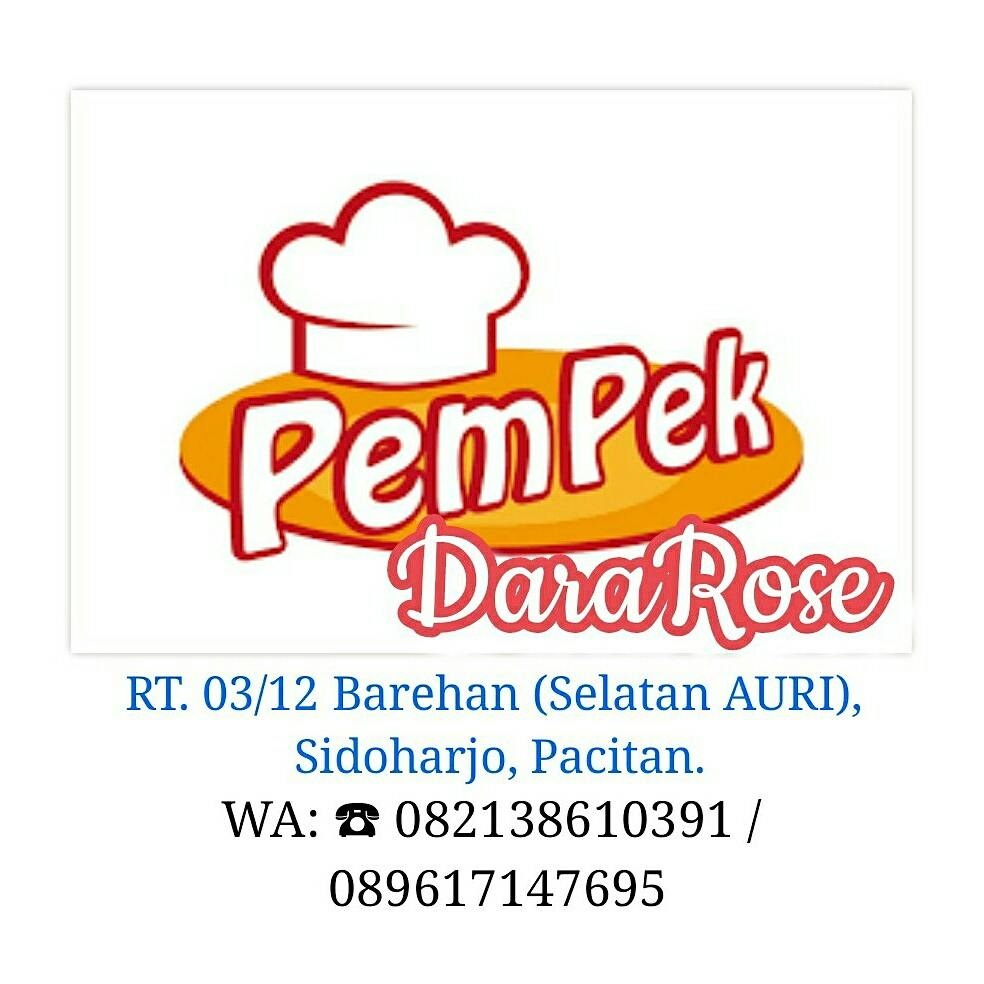 PemPek
DaraRose
RT. 03/12 Barehan (Selatan AURI),
Sidoharjo, Pacitan.
WA: ☎ 082138610391 /
089617147695